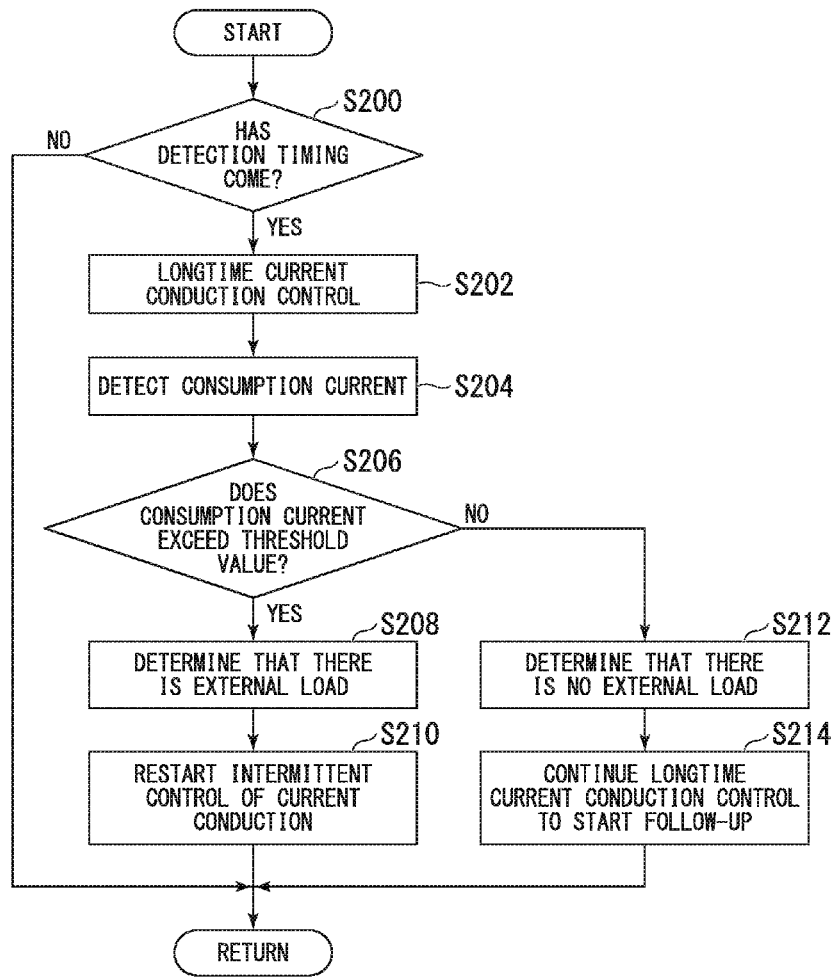 START
S200
NO
HAS
DETECTION TIMING
COME?
YES
LONGTIME CURRENT
CONDUCTION CONTROL
S202
DETECT CONSUMPTION CURRENT
S204
S206
DOES
CONSUMPTION CURRENT
EXCEED THRESHOLD
VALUE?
NO
YES
S208
DETERMINE THAT THERE
IS EXTERNAL LOAD
S212
DETERMINE THAT THERE
IS NO EXTERNAL LOAD
S210
RESTART INTERMITTENT
CONTROL OF CURRENT
CONDUCTION
S214
CONTINUE LONGTIME
CURRENT CONDUCTION CONTROL
TO START FOLLOW-UP
RETURN